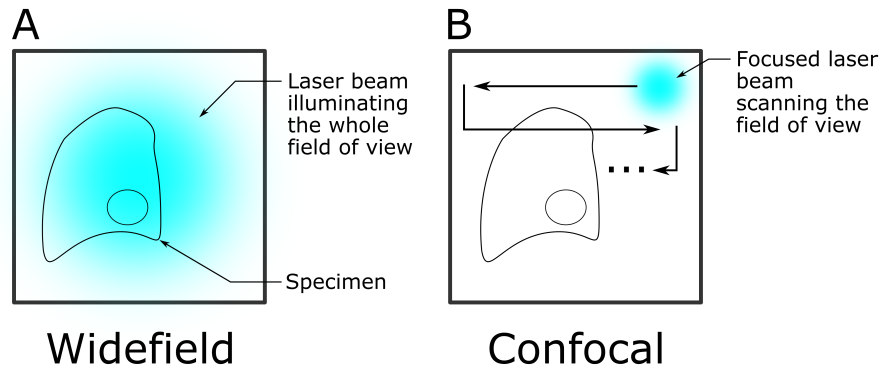 A
Laser beam
illuminating
the whole
field of view
Specimen
Widefield
B
Focused laser
beam
scanning the
field of view
Confocal